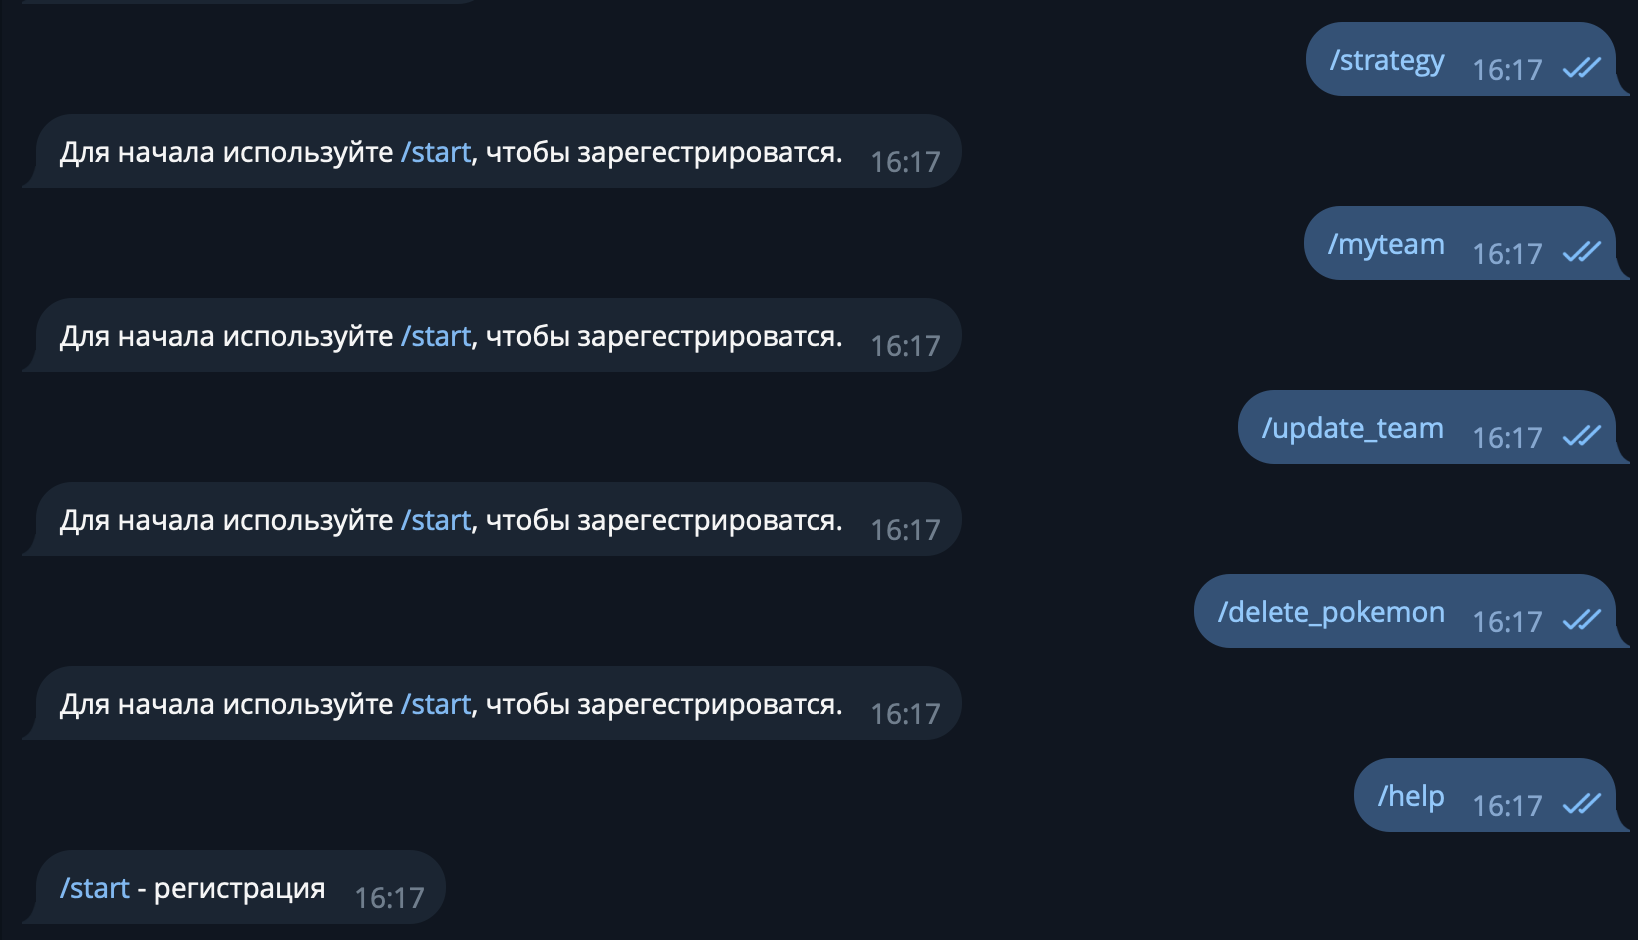 /strategy 16:17
Для начала используйте /start, чтобы зарегестрироватся. 16:17
/myteam 16:17
Для начала используйте /start, чтобы зарегестрироватся. 16:17
/update_team 16:17
Для начала используйте /start, чтобы зарегестрироватся. 16:17
/delete_pokemon 16:17
Для начала используйте /start, чтобы зарегестрироватся. 16:17
/help 16:17
/start - регистрация 16:17